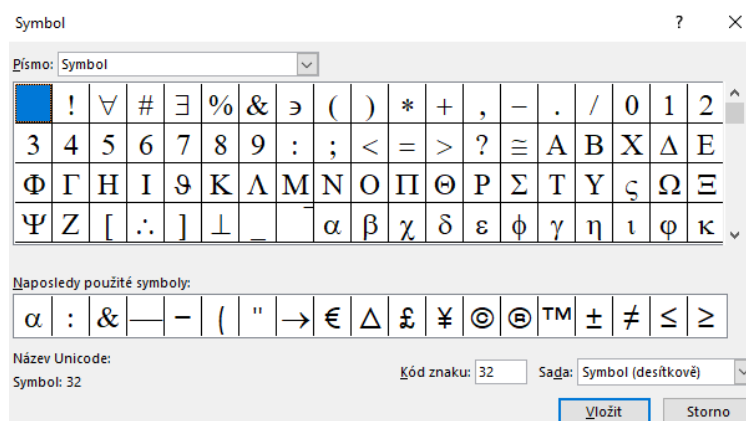 Symbol ? ×
Písmo: Symbol
! ∀ # ∃ % & ϶ ( ) ∗ + , − . / 0 1 2
3 4 5 6 7 8 9 : ; < = > ? ≅ Α Β Χ Δ Ε
Φ Γ Η Ι ϑ Κ Λ Μ Ν Ο Π Θ Ρ Σ Τ Υ ς Ω Ξ
Ψ Ζ [ ∴ ] ⊥ _ ‾ α β χ δ ε ϕ γ η ι φ κ
Naposledy použité symboly:
α : & — − ( " → € Δ £ ¥ © ® ™ ± ≠ ≤ ≥
Název Unicode:
Symbol: 32
Kód znaku: 32 Sada: Symbol (desítkově)
Vložit Storno